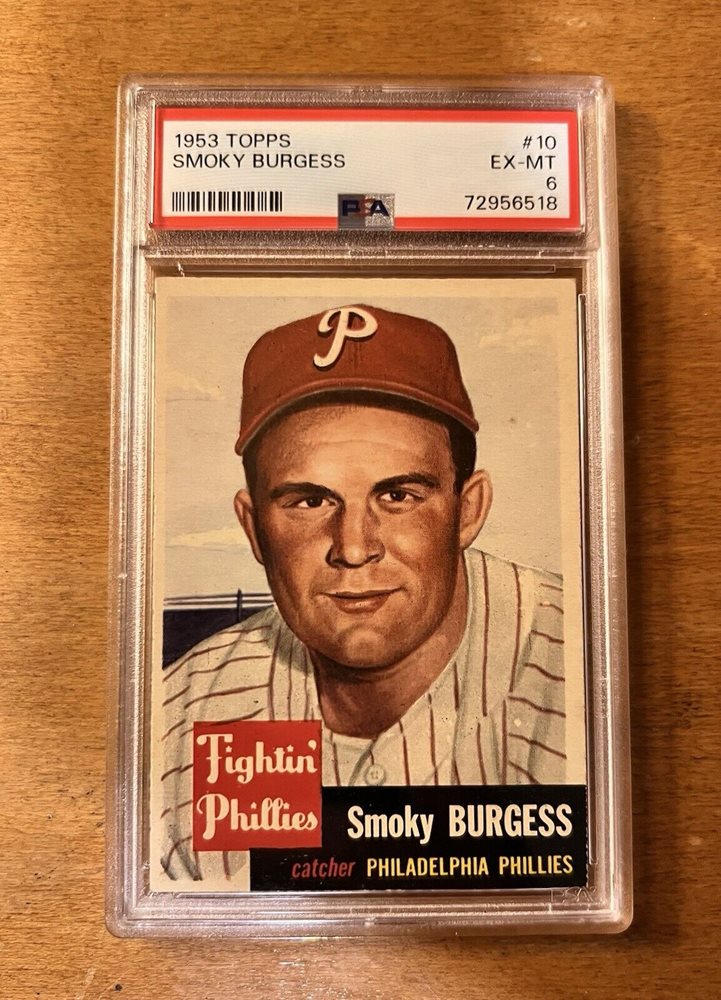 1953 TOPPS #10
SMOKY BURGESS EX-MT
6
PSA 72956518
P
Fightin'
Phillies
Smoky BURGESS
catcher PHILADELPHIA PHILLIES